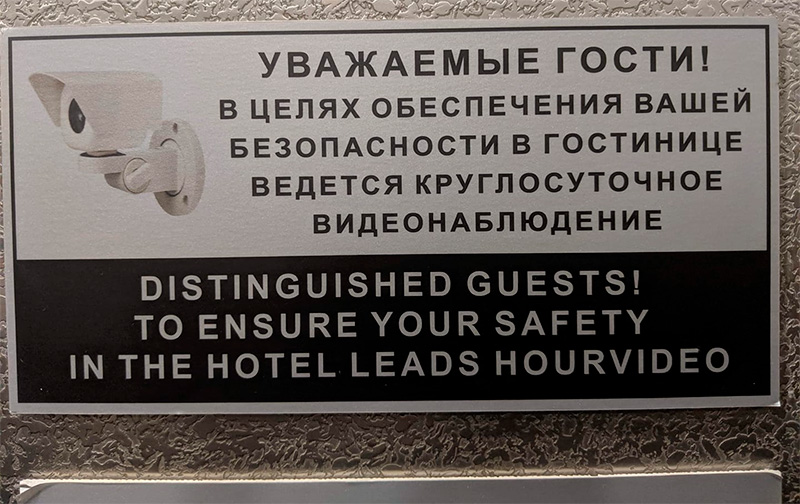 УВАЖАЕМЫЕ ГОСТИ!
В ЦЕЛЯХ ОБЕСПЕЧЕНИЯ ВАШЕЙ
БЕЗОПАСНОСТИ В ГОСТИНИЦЕ
ВЕДЕТСЯ КРУГЛОСУТОЧНОЕ
ВИДЕОНАБЛЮДЕНИЕ
DISTINGUISHED GUESTS!
TO ENSURE YOUR SAFETY
IN THE HOTEL LEADS HOURVIDEO